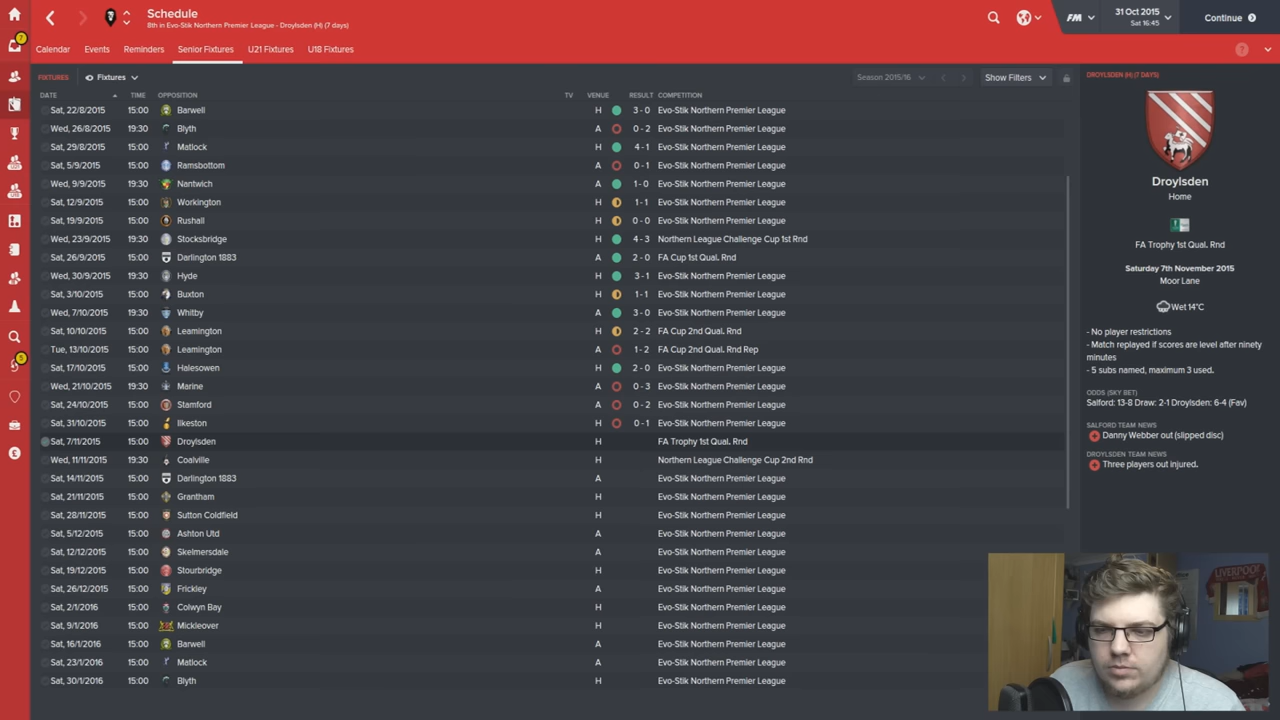 Schedule
8th in Evo-Stik Northern Premier League - Droylsden (H) (7 days)
FM
31 Oct 2015
Sat 16:45
Continue
7
Calendar Events Reminders Senior Fixtures U21 Fixtures U18 Fixtures
?
FIXTURES Fixtures Season 2015/16 Show Filters
DATE TIME OPPOSITION TV VENUE RESULT COMPETITION
Sat, 22/8/2015 15:00 Barwell H 3 - 0 Evo-Stik Northern Premier League
Wed, 26/8/2015 19:30 Blyth A 0 - 2 Evo-Stik Northern Premier League
Sat, 29/8/2015 15:00 Matlock H 4 - 1 Evo-Stik Northern Premier League
Sat, 5/9/2015 15:00 Ramsbottom A 0 - 1 Evo-Stik Northern Premier League
Wed, 9/9/2015 19:30 Nantwich A 1 - 0 Evo-Stik Northern Premier League
Sat, 12/9/2015 15:00 Workington H 1 - 1 Evo-Stik Northern Premier League
Sat, 19/9/2015 15:00 Rushall H 0 - 0 Evo-Stik Northern Premier League
Wed, 23/9/2015 19:30 Stocksbridge H 4 - 3 Northern League Challenge Cup 1st Rnd
Sat, 26/9/2015 15:00 Darlington 1883 A 2 - 0 FA Cup 1st Qual. Rnd
Wed, 30/9/2015 19:30 Hyde H 3 - 1 Evo-Stik Northern Premier League
Sat, 3/10/2015 15:00 Buxton H 1 - 1 Evo-Stik Northern Premier League
Wed, 7/10/2015 19:30 Whitby A 3 - 0 Evo-Stik Northern Premier League
Sat, 10/10/2015 15:00 Leamington H 2 - 2 FA Cup 2nd Qual. Rnd
Tue, 13/10/2015 15:00 Leamington A 1 - 2 FA Cup 2nd Qual. Rnd Rep
Sat, 17/10/2015 15:00 Halesowen H 2 - 0 Evo-Stik Northern Premier League
Wed, 21/10/2015 19:30 Marine A 0 - 3 Evo-Stik Northern Premier League
Sat, 24/10/2015 15:00 Stamford A 0 - 2 Evo-Stik Northern Premier League
Sat, 31/10/2015 15:00 Ilkeston H 0 - 1 Evo-Stik Northern Premier League
Sat, 7/11/2015 15:00 Droylsden H FA Trophy 1st Qual. Rnd
Wed, 11/11/2015 19:30 Coalville H Northern League Challenge Cup 2nd Rnd
Sat, 14/11/2015 15:00 Darlington 1883 A Evo-Stik Northern Premier League
Sat, 21/11/2015 15:00 Grantham H Evo-Stik Northern Premier League
Sat, 28/11/2015 15:00 Sutton Coldfield H Evo-Stik Northern Premier League
Sat, 5/12/2015 15:00 Ashton Utd A Evo-Stik Northern Premier League
Sat, 12/12/2015 15:00 Skelmersdale A Evo-Stik Northern Premier League
Sat, 19/12/2015 15:00 Stourbridge H Evo-Stik Northern Premier League
Sat, 26/12/2015 15:00 Frickley A Evo-Stik Northern Premier League
Sat, 2/1/2016 15:00 Colwyn Bay H Evo-Stik Northern Premier League
Sat, 9/1/2016 15:00 Mickleover H Evo-Stik Northern Premier League
Sat, 16/1/2016 15:00 Barwell A Evo-Stik Northern Premier League
Sat, 23/1/2016 15:00 Matlock A Evo-Stik Northern Premier League
Sat, 30/1/2016 15:00 Blyth H Evo-Stik Northern Premier League
DROYLSDEN (H) (7 DAYS)
Droylsden
Home
FA Trophy 1st Qual. Rnd
Saturday 7th November 2015
Moor Lane
Wet 14°C
- No player restrictions
- Match replayed if scores are level after ninety
minutes
- 5 subs named, maximum 3 used.
ODDS (SKY BET)
Salford: 13-8 Draw: 2-1 Droylsden: 6-4 (Fav)
SALFORD TEAM NEWS
Danny Webber out (slipped disc)
DROYLSDEN TEAM NEWS
Three players out injured.
LIVERPOOL